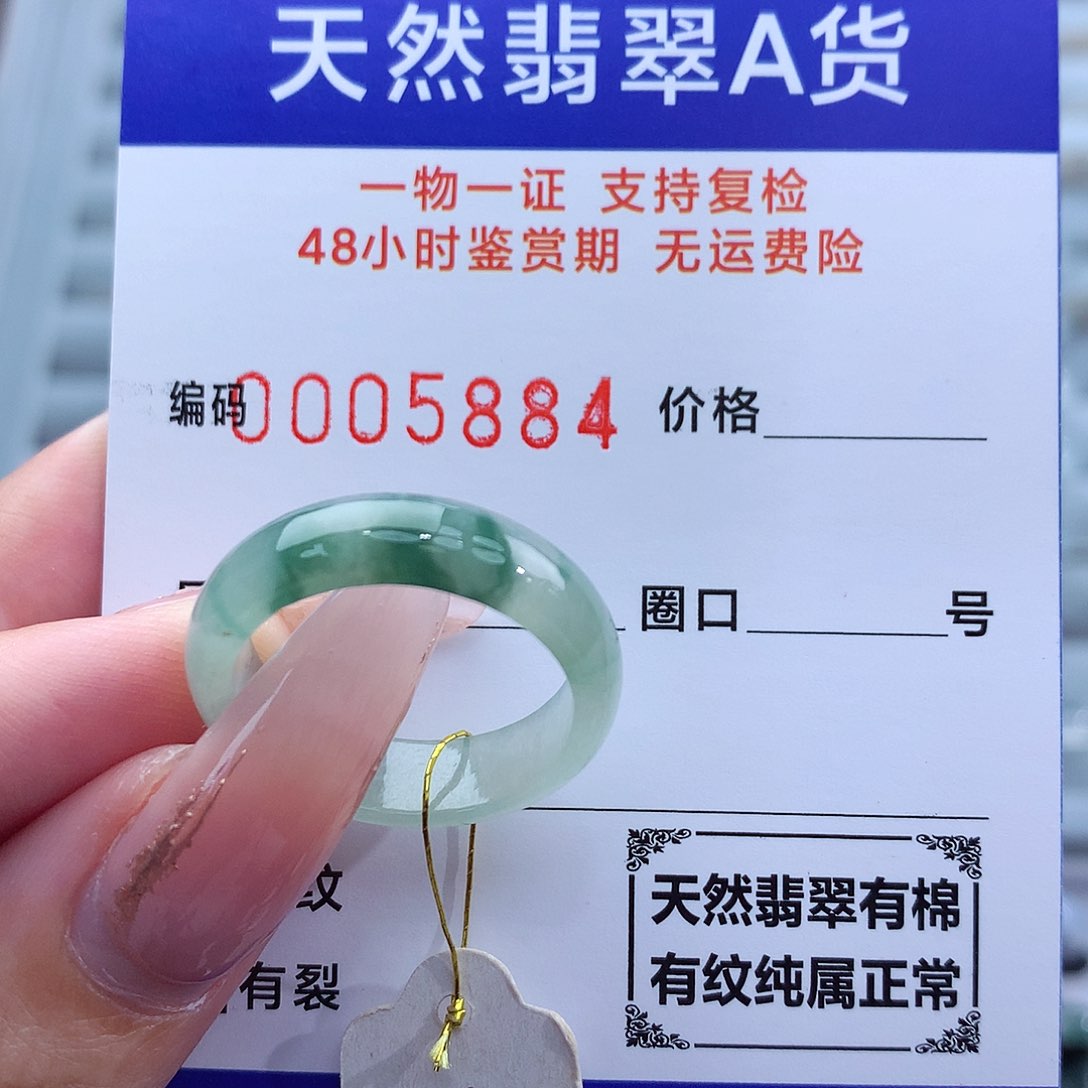 天然翡翠A货
一物一证 支持复检
48小时鉴赏期 无运费险
编码0005884 价格
圈口 号
纹
有裂
天然翡翠有棉
有纹纯属正常